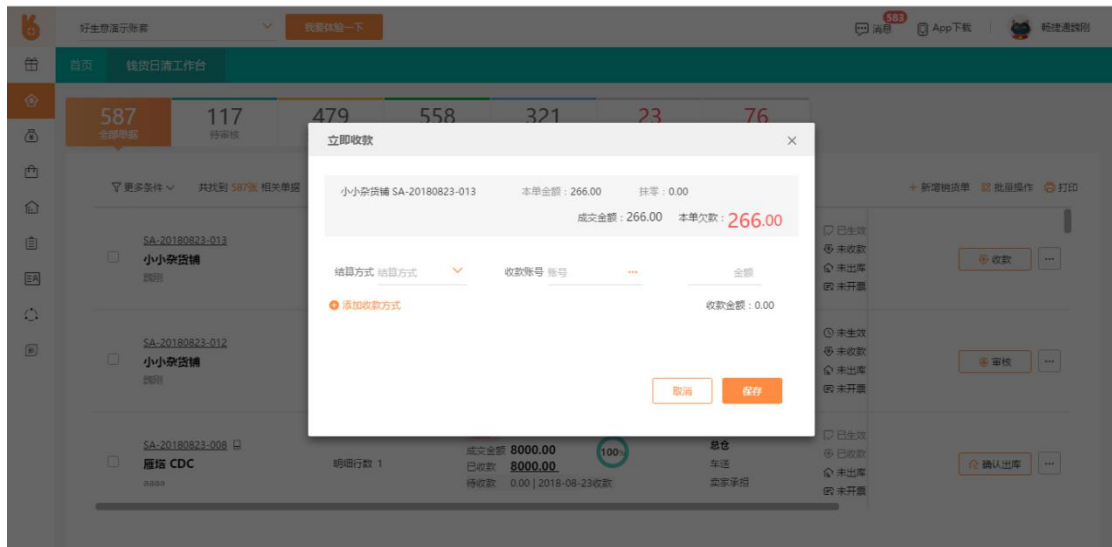 好生意演示账套
我要体验一下
消息
583
App下载
畅捷通魏刚
首页
钱货日清工作台
587
全部单据
117
待审核
479
558
321
23
76
更多条件
共找到 587张 相关单据
新增销货单
批量操作
打印
立即收款
小小杂货铺 SA-20180823-013
本单金额：266.00
抹零：0.00
成交金额：266.00
本单欠款：266.00
结算方式 结算方式
收款账号 账号
金额
添加收款方式
收款金额：0.00
取消
保存
SA-20180823-013
小小杂货铺
魏刚
已生效
未收款
未出库
未开票
收款
SA-20180823-012
小小杂货铺
魏刚
未生效
未收款
未出库
未开票
审核
SA-20180823-008
雁塔 CDC
aaaa
明细行数 1
成交金额 8000.00
已收款 8000.00
待收款 0.00 | 2018-08-23收款
100%
总仓
车送
卖家承担
已生效
已收款
未出库
未开票
确认出库